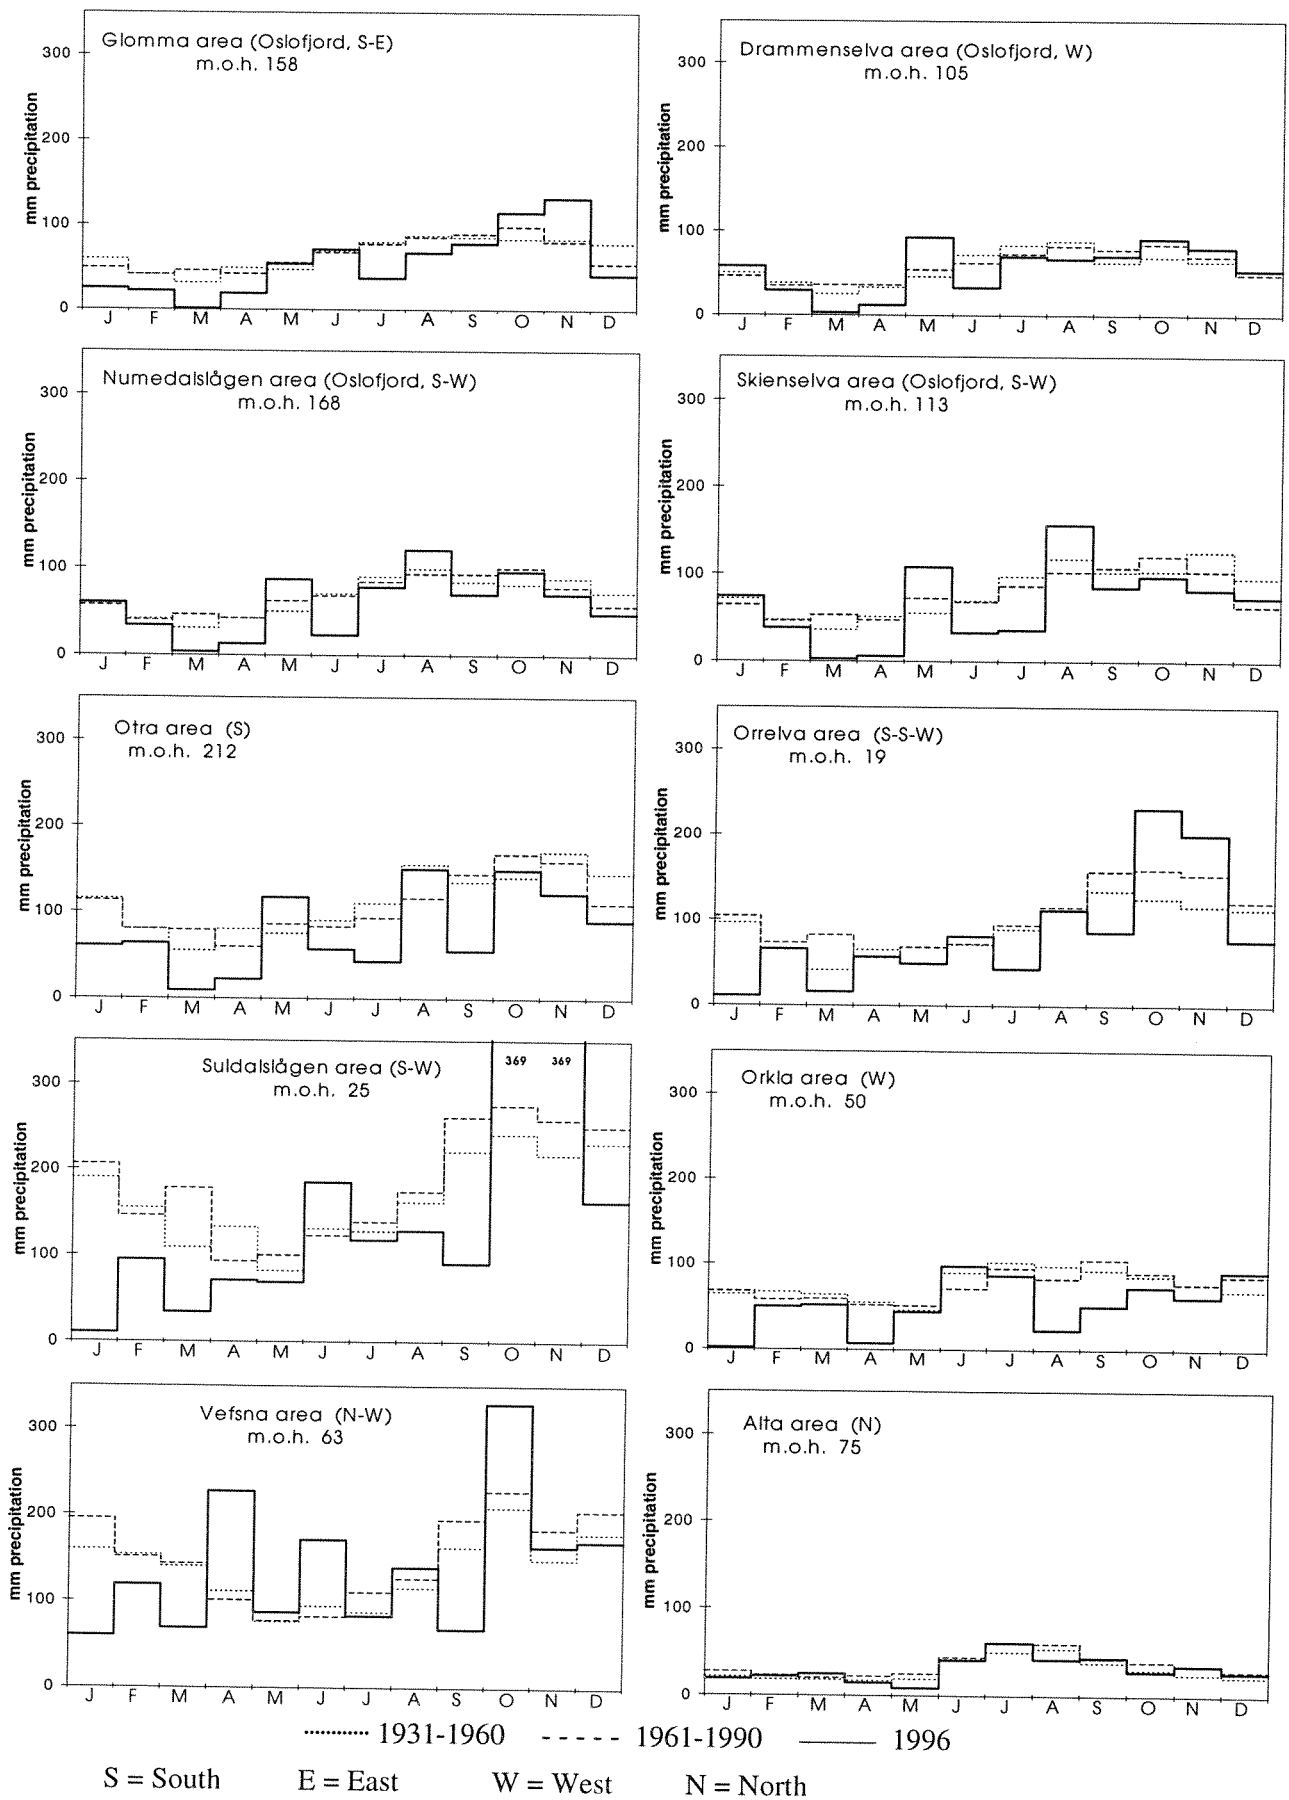 Glomma area (Oslofjord, S-E)
m.o.h. 158
mm precipitation
300
200
100
0
J F M A M J J A S O N D
Drammenselva area (Oslofjord, W)
m.o.h. 105
mm precipitation
300
200
100
0
J F M A M J J A S O N D
Numedalslågen area (Oslofjord, S-W)
m.o.h. 168
mm precipitation
300
200
100
0
J F M A M J J A S O N D
Skienselva area (Oslofjord, S-W)
m.o.h. 113
mm precipitation
300
200
100
0
J F M A M J J A S O N D
Otra area (S)
m.o.h. 212
mm precipitation
300
200
100
0
J F M A M J J A S O N D
Orrelva area (S-S-W)
m.o.h. 19
mm precipitation
300
200
100
0
J F M A M J J A S O N D
Suldalslågen area (S-W)
m.o.h. 25
369 369
mm precipitation
300
200
100
0
J F M A M J J A S O N D
Orkla area (W)
m.o.h. 50
mm precipitation
300
200
100
0
J F M A M J J A S O N D
Vefsna area (N-W)
m.o.h. 63
mm precipitation
300
200
100
0
J F M A M J J A S O N D
Alta area (N)
m.o.h. 75
mm precipitation
300
200
100
0
J F M A M J J A S O N D
1931-1960 1961-1990 1996
S = South E = East W = West N = North